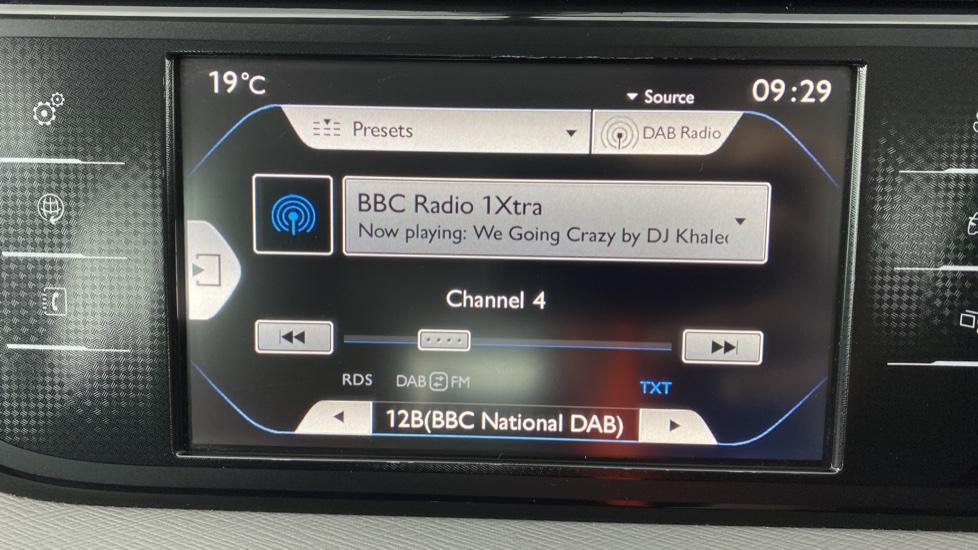 19°C
Source
09:29
Presets
DAB Radio
BBC Radio 1Xtra
Now playing: We Going Crazy by DJ Khaled
Channel 4
RDS
DAB FM
TXT
12B(BBC National DAB)